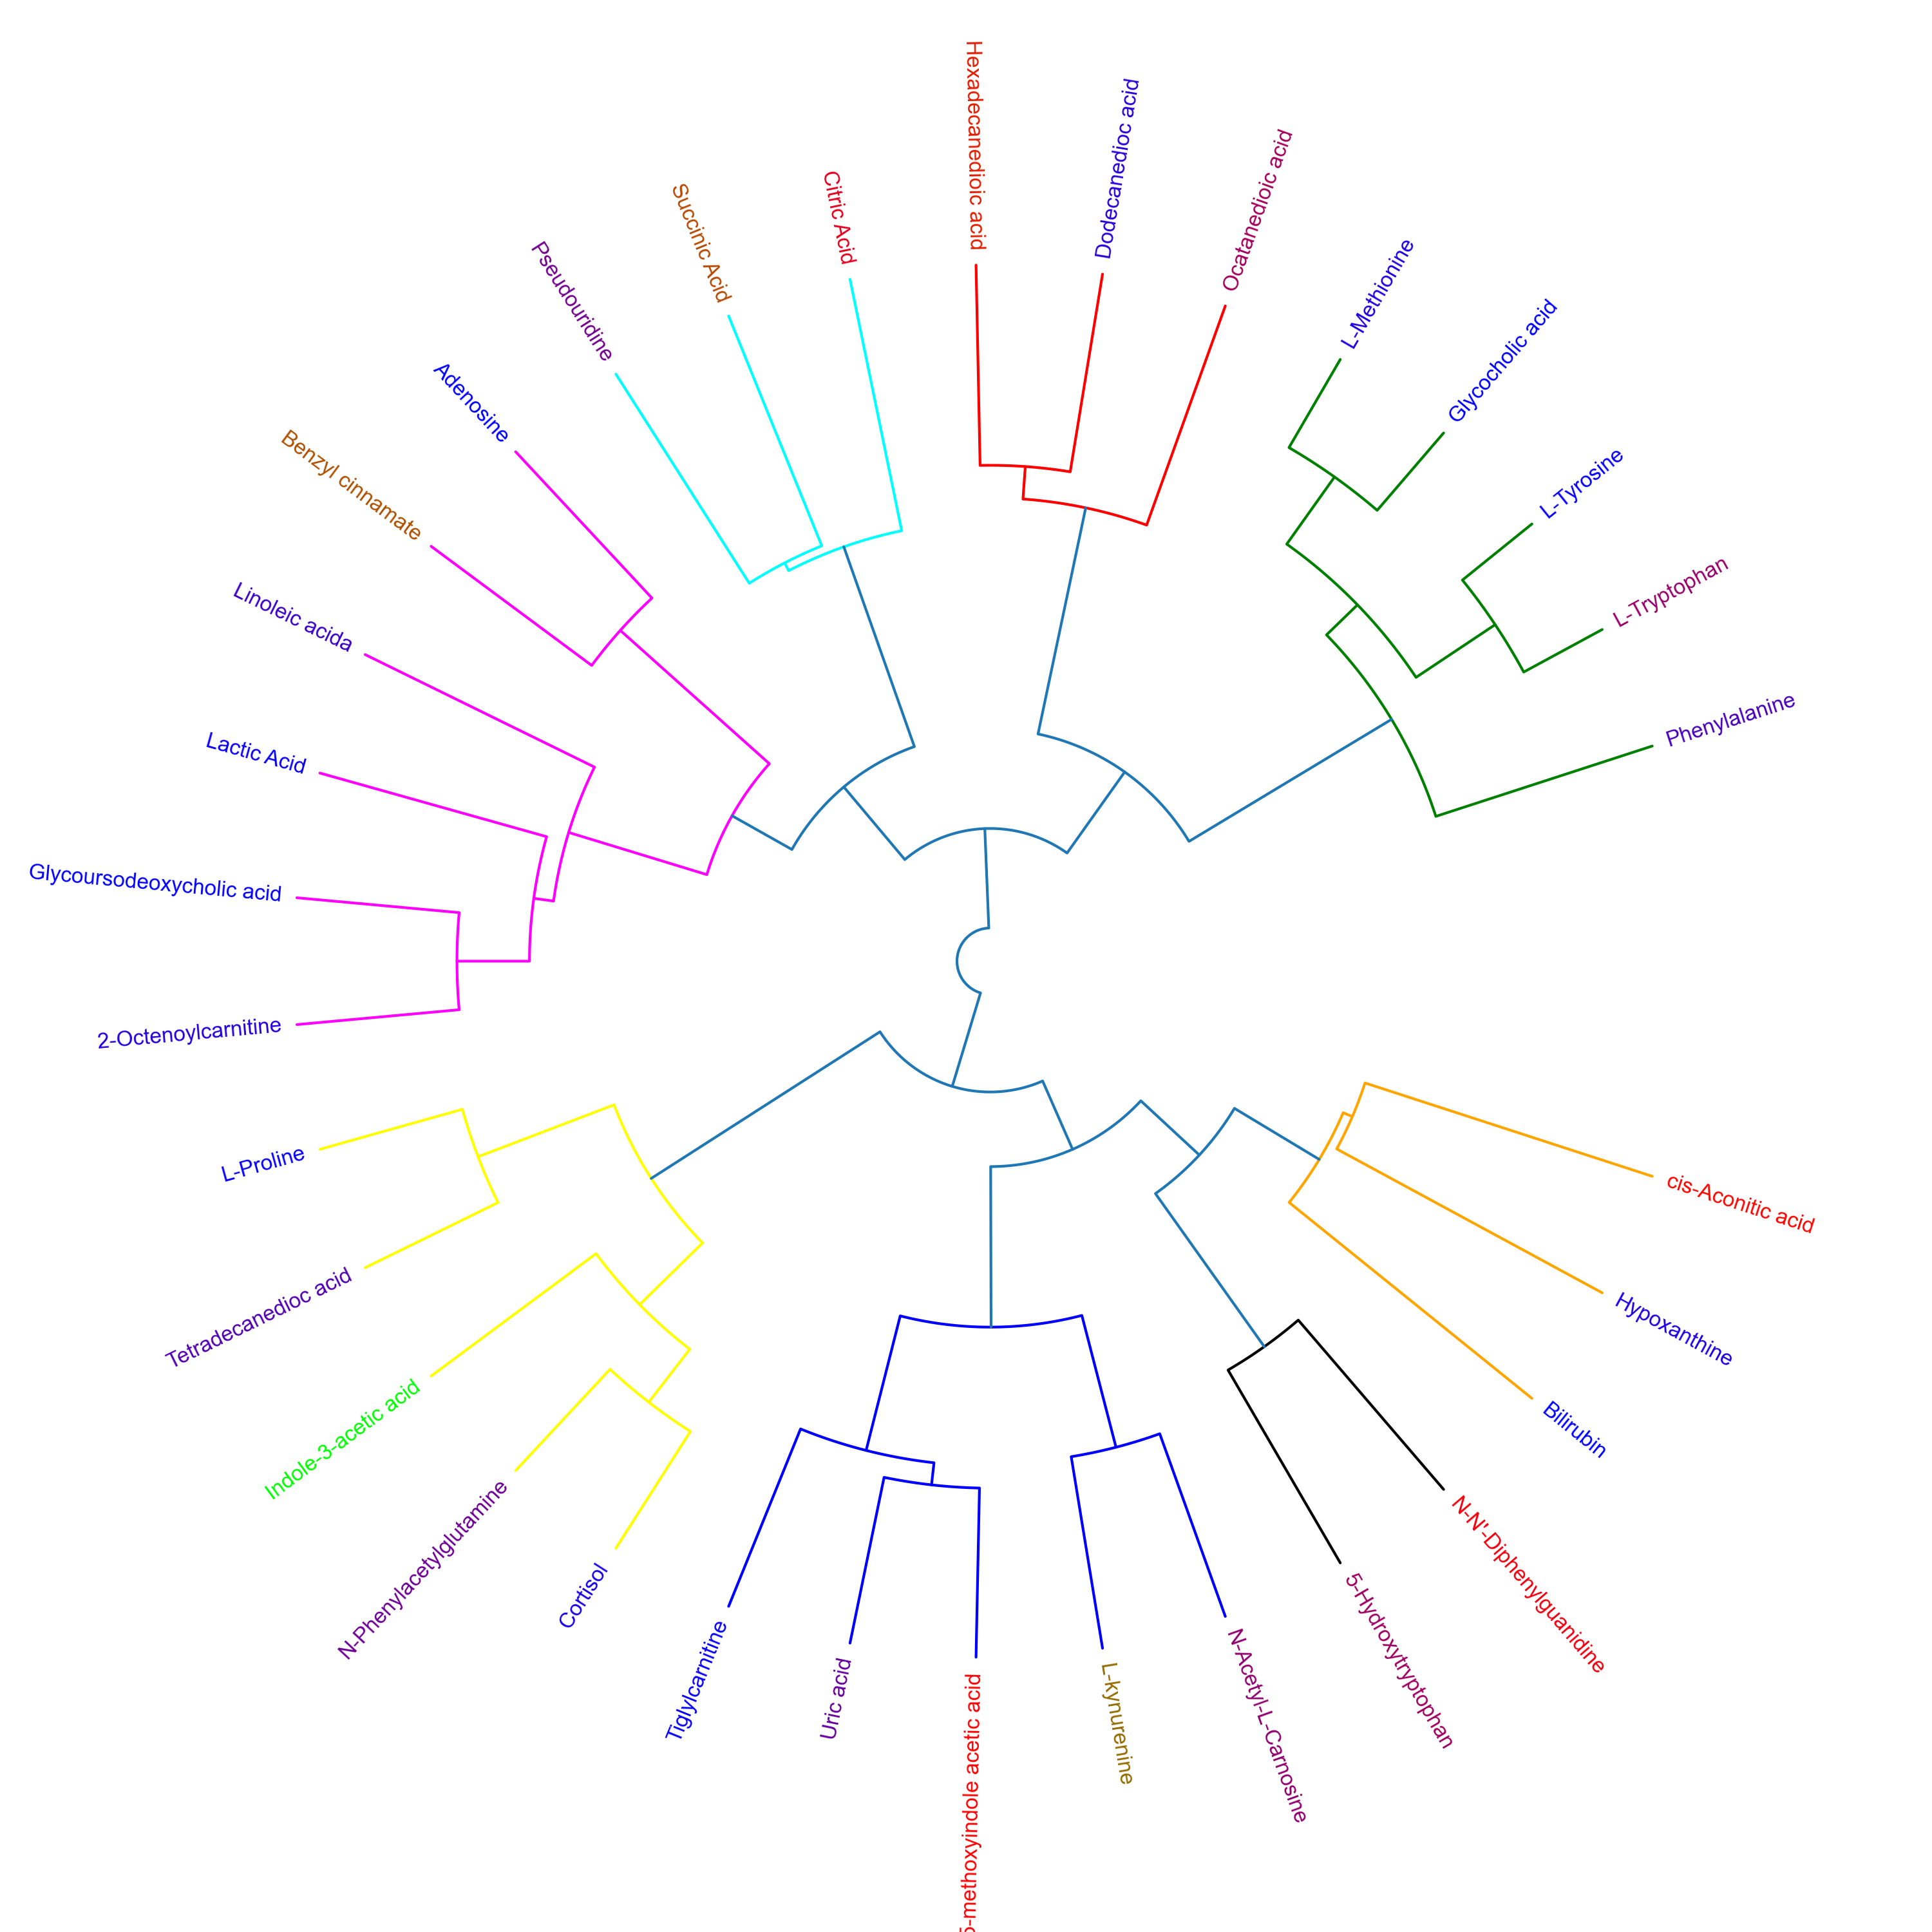 Hexadecanedioic acid
Dodecanedioc acid
Ocatanedioic acid
L-Methionine
Glycocholic acid
L-Tyrosine
L-Tryptophan
Phenylalanine
cis-Aconitic acid
Hypoxanthine
Bilirubin
N-N'-Diphenylguanidine
5-Hydroxytryptophan
N-Acetyl-L-Carnosine
L-kynurenine
5-methoxyindole acetic acid
Uric acid
Tiglylcarnitine
Cortisol
N-Phenylacetylglutamine
Indole-3-acetic acid
Tetradecanedioc acid
L-Proline
2-Octenoylcarnitine
Glycoursodeoxycholic acid
Lactic Acid
Linoleic acida
Benzyl cinnamate
Adenosine
Pseudouridine
Succinic Acid
Citric Acid